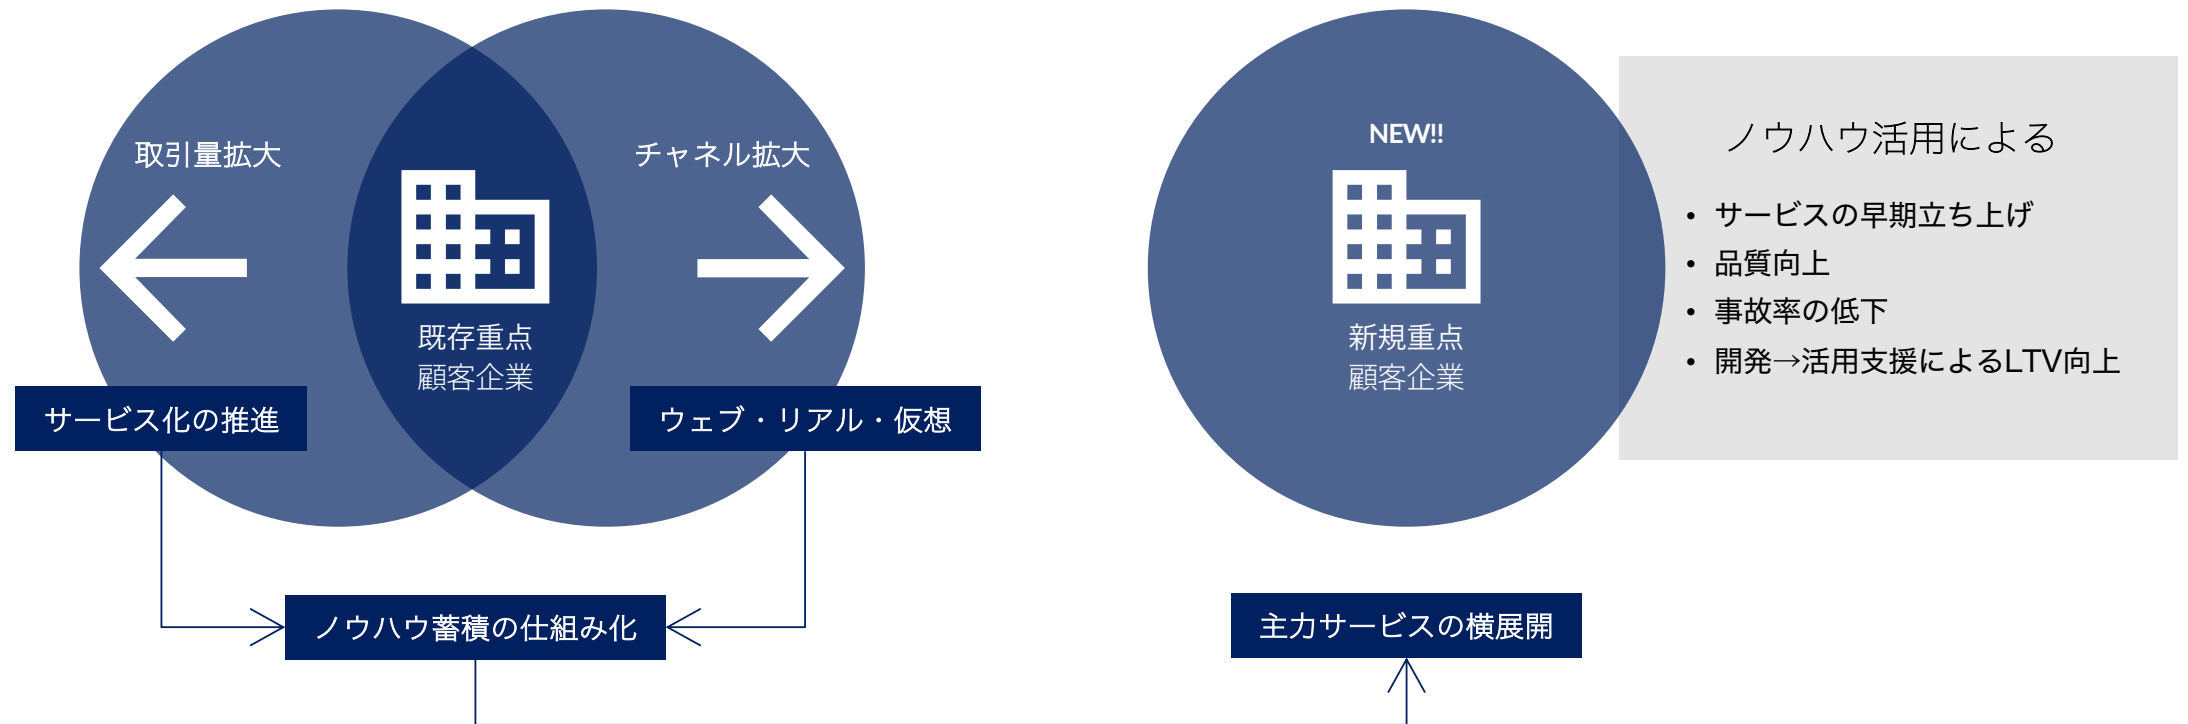 取引量拡大
チャネル拡大
既存重点
顧客企業
サービス化の推進
ウェブ・リアル・仮想
ノウハウ蓄積の仕組み化
NEW!!
新規重点
顧客企業
主力サービスの横展開
ノウハウ活用による
• サービスの早期立ち上げ
• 品質向上
• 事故率の低下
• 開発→活用支援によるLTV向上